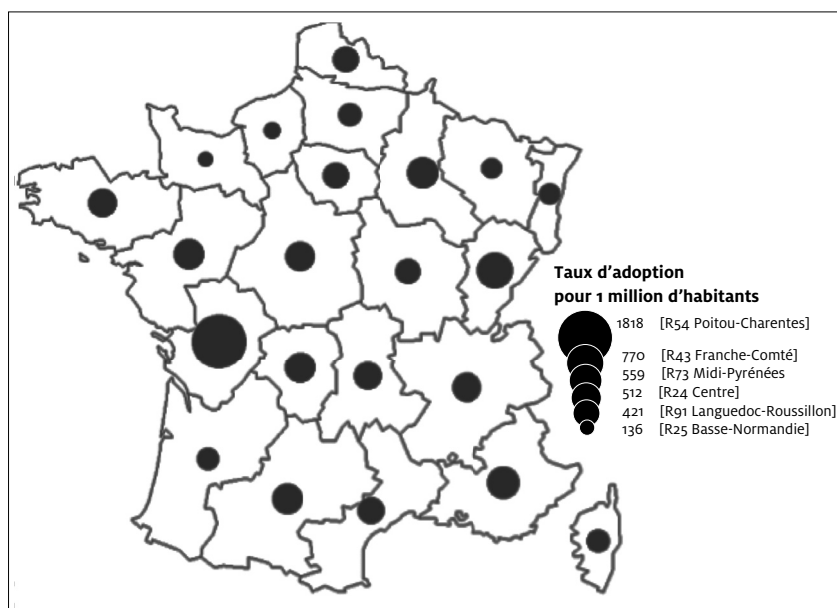 Taux d'adoption
pour 1 million d'habitants
1818 [R54 Poitou-Charentes]
770 [R43 Franche-Comté]
559 [R73 Midi-Pyrénées
512 [R24 Centre]
421 [R91 Languedoc-Roussillon]
136 [R25 Basse-Normandie]